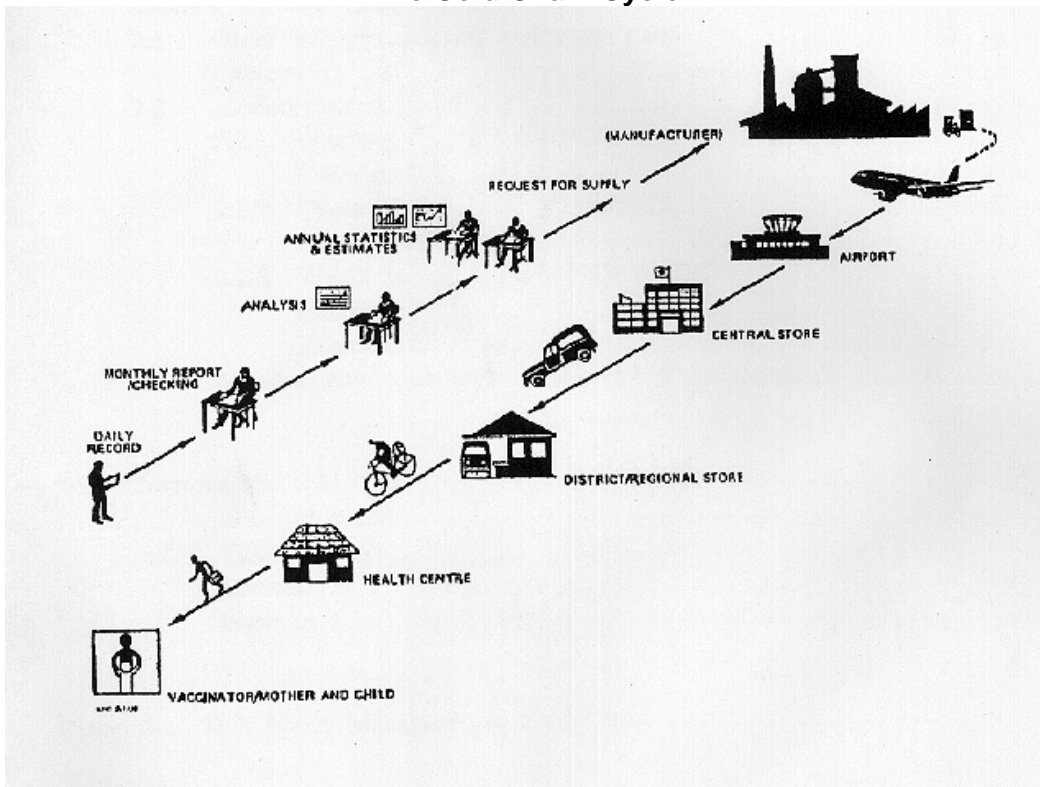 (MANUFACTURER)
REQUEST FOR SUPPLY
ANNUAL STATISTICS
& ESTIMATES
AIRPORT
ANALYSIS
CENTRAL STORE
MONTHLY REPORT
/CHECKING
DAILY
RECORD
DISTRICT/REGIONAL STORE
HEALTH CENTRE
VACCINATOR/MOTHER AND CHILD